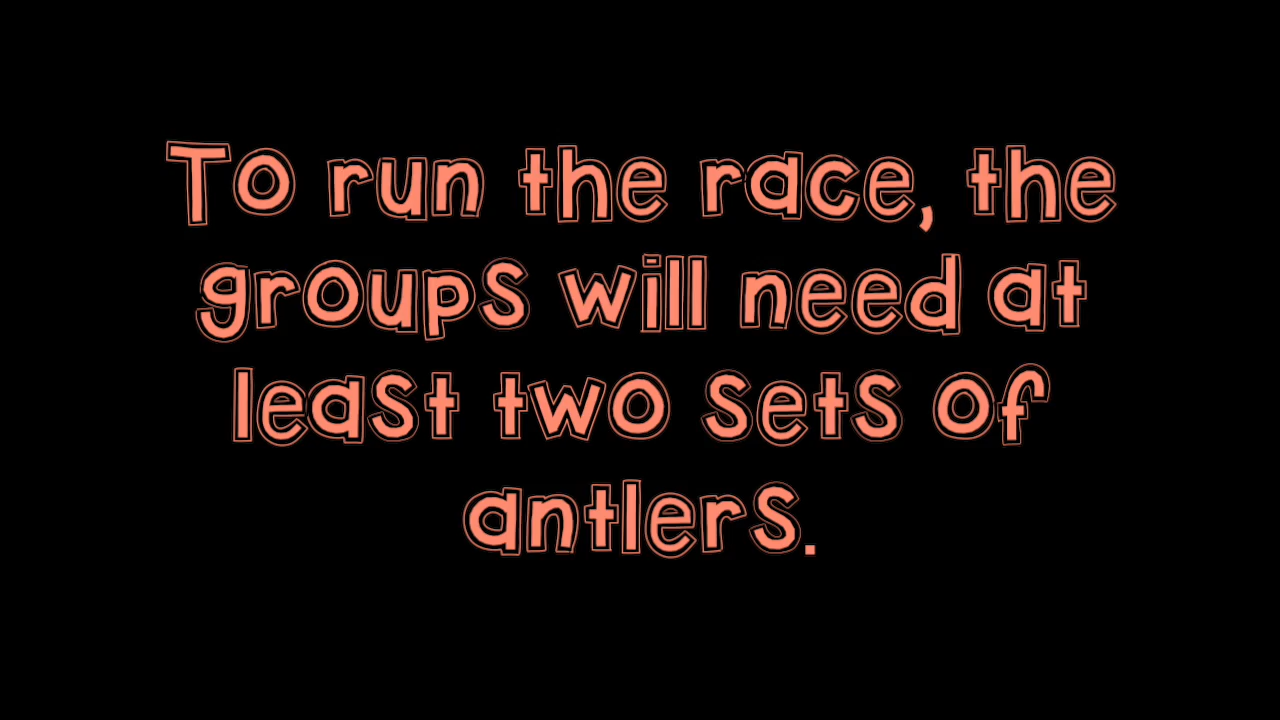 To run the race, the
groups will need at
least two sets of
antlers.